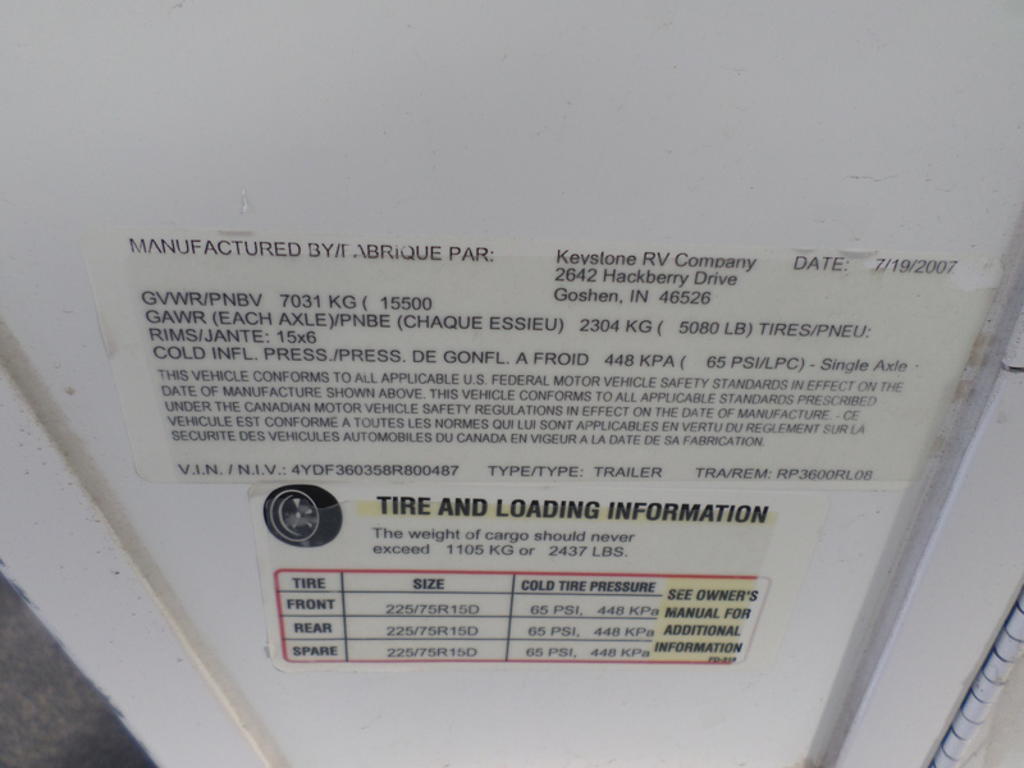 MANUFACTURED BY/FABRIQUE PAR: Keystone RV Company DATE: 7/19/2007
2642 Hackberry Drive
Goshen, IN 46526
GVWR/PNBV 7031 KG ( 15500
GAWR (EACH AXLE)/PNBE (CHAQUE ESSIEU) 2304 KG ( 5080 LB) TIRES/PNEU:
RIMS/JANTE: 15x6
COLD INFL. PRESS./PRESS. DE GONFL. A FROID 448 KPA ( 65 PSI/LPC) - Single Axle
THIS VEHICLE CONFORMS TO ALL APPLICABLE U.S. FEDERAL MOTOR VEHICLE SAFETY STANDARDS IN EFFECT ON THE
DATE OF MANUFACTURE SHOWN ABOVE. THIS VEHICLE CONFORMS TO ALL APPLICABLE STANDARDS PRESCRIBED
UNDER THE CANADIAN MOTOR VEHICLE SAFETY REGULATIONS IN EFFECT ON THE DATE OF MANUFACTURE. - CE
VEHICULE EST CONFORME A TOUTES LES NORMES QUI LUI SONT APPLICABLES EN VERTU DU REGLEMENT SUR LA
SECURITE DES VEHICULES AUTOMOBILES DU CANADA EN VIGEUR A LA DATE DE SA FABRICATION.
V.I.N. / N.I.V.: 4YDF360358R800487 TYPE/TYPE: TRAILER TRA/REM: RP3600RL08
TIRE AND LOADING INFORMATION
The weight of cargo should never
exceed 1105 KG or 2437 LBS.
TIRE SIZE COLD TIRE PRESSURE
FRONT 225/75R15D 65 PSI, 448 KPa
REAR 225/75R15D 65 PSI, 448 KPa
SPARE 225/75R15D 65 PSI, 448 KPa
SEE OWNER'S
MANUAL FOR
ADDITIONAL
INFORMATION